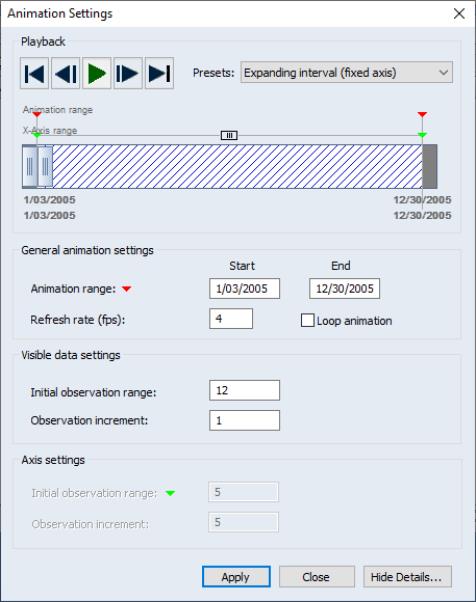 Animation Settings
Playback
Presets: Expanding interval (fixed axis)
Animation range
X-Axis range
1/03/2005 12/30/2005
1/03/2005 12/30/2005
General animation settings
Start End
Animation range: 1/03/2005 12/30/2005
Refresh rate (fps): 4 Loop animation
Visible data settings
Initial observation range: 12
Observation increment: 1
Axis settings
Initial observation range: 5
Observation increment: 5
Apply Close Hide Details...